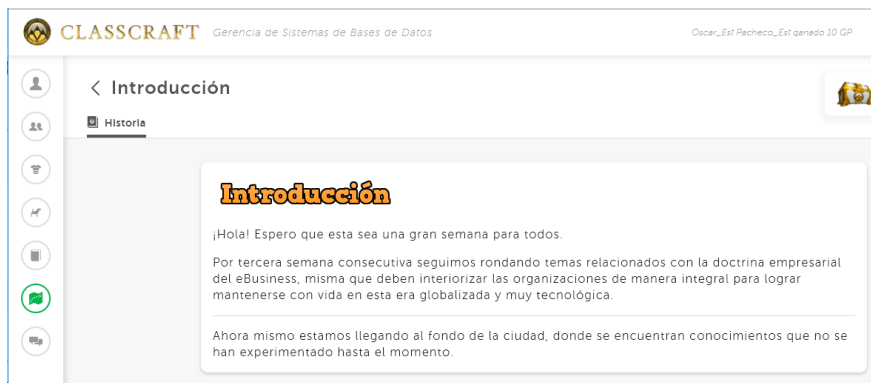 CLASSCRAFT Gerencia de Sistemas de Bases de Datos Oscar_Est Pacheco_Est ganado 10 GP
< Introducción
Historia
Introducción
¡Hola! Espero que esta sea una gran semana para todos.
Por tercera semana consecutiva seguimos rondando temas relacionados con la doctrina empresarial
del eBusiness, misma que deben interiorizar las organizaciones de manera integral para lograr
mantenerse con vida en esta era globalizada y muy tecnológica.
Ahora mismo estamos llegando al fondo de la ciudad, donde se encuentran conocimientos que no se
han experimentado hasta el momento.